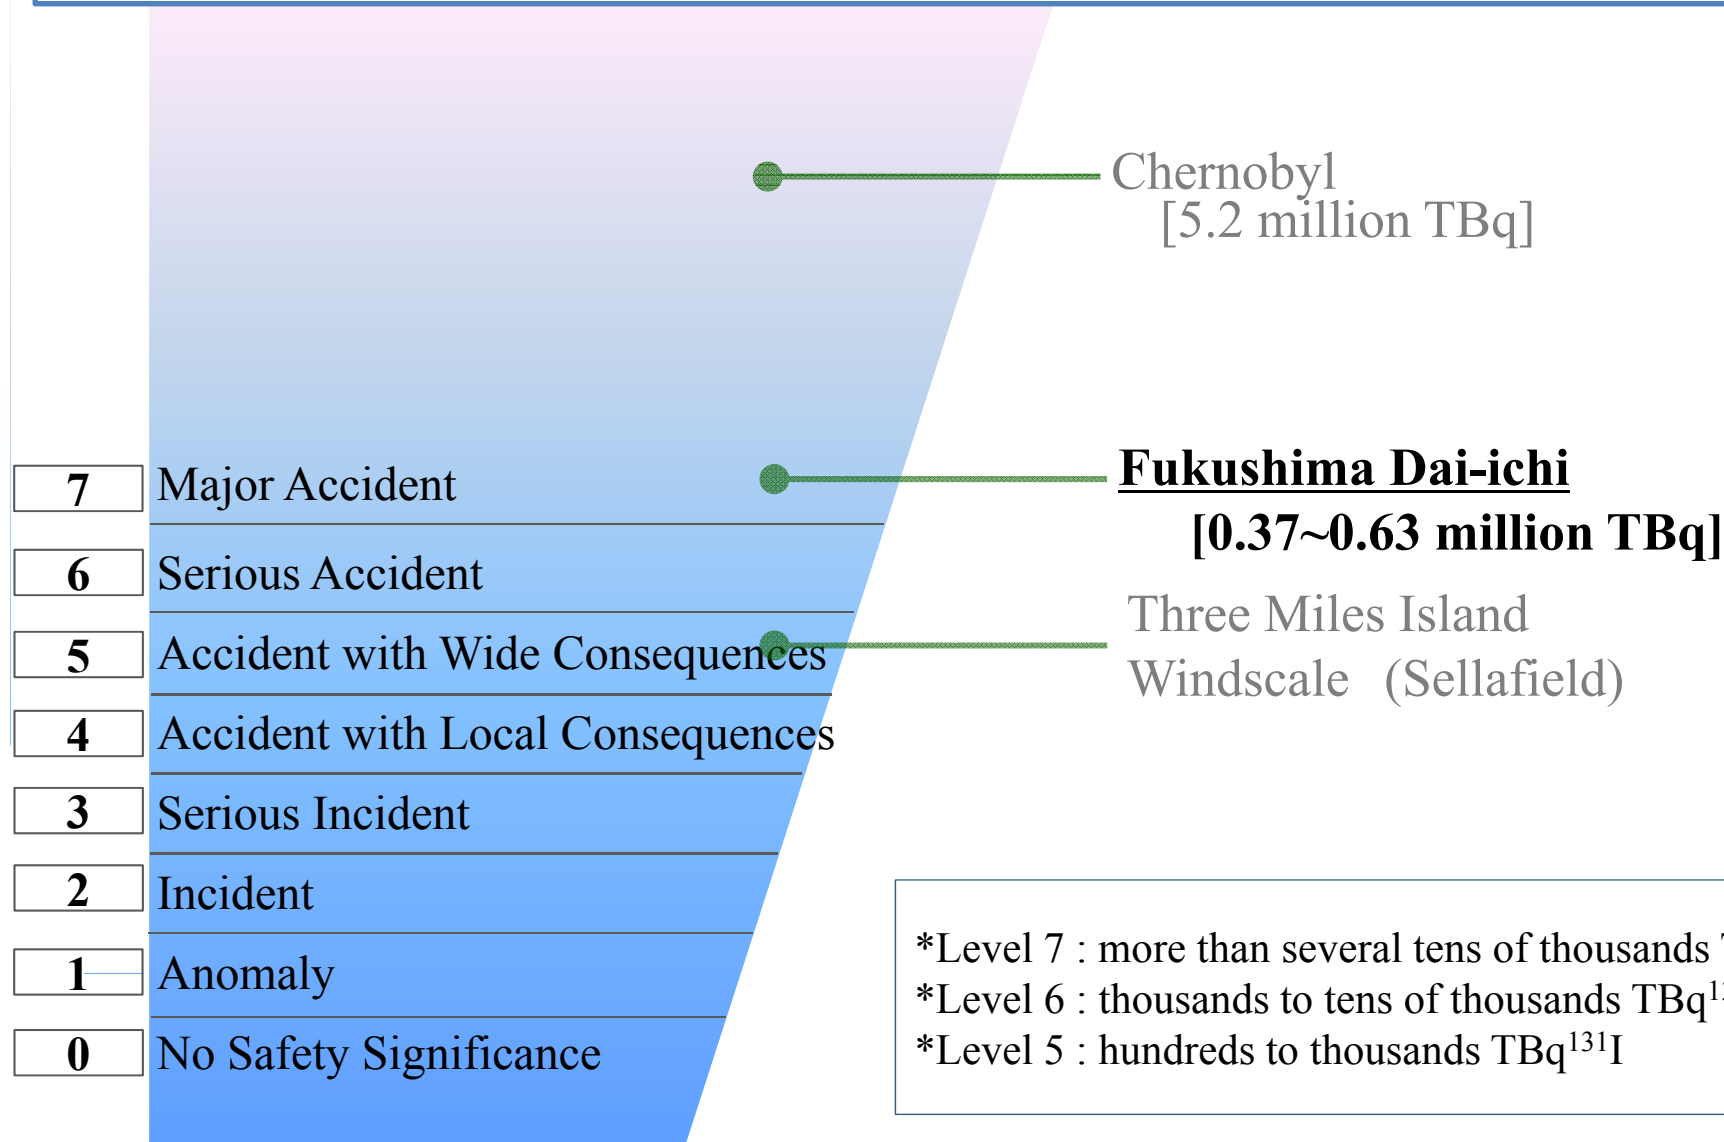 Chernobyl
[5.2 million TBq]
7 Major Accident
Fukushima Dai-ichi
[0.37~0.63 million TBq]
6 Serious Accident
Three Miles Island
5 Accident with Wide Consequences
Windscale (Sellafield)
4 Accident with Local Consequences
3 Serious Incident
2 Incident
1 Anomaly
0 No Safety Significance
*Level 7 : more than several tens of thousands
*Level 6 : thousands to tens of thousands TBq
*Level 5 : hundreds to thousands TBq¹³¹I